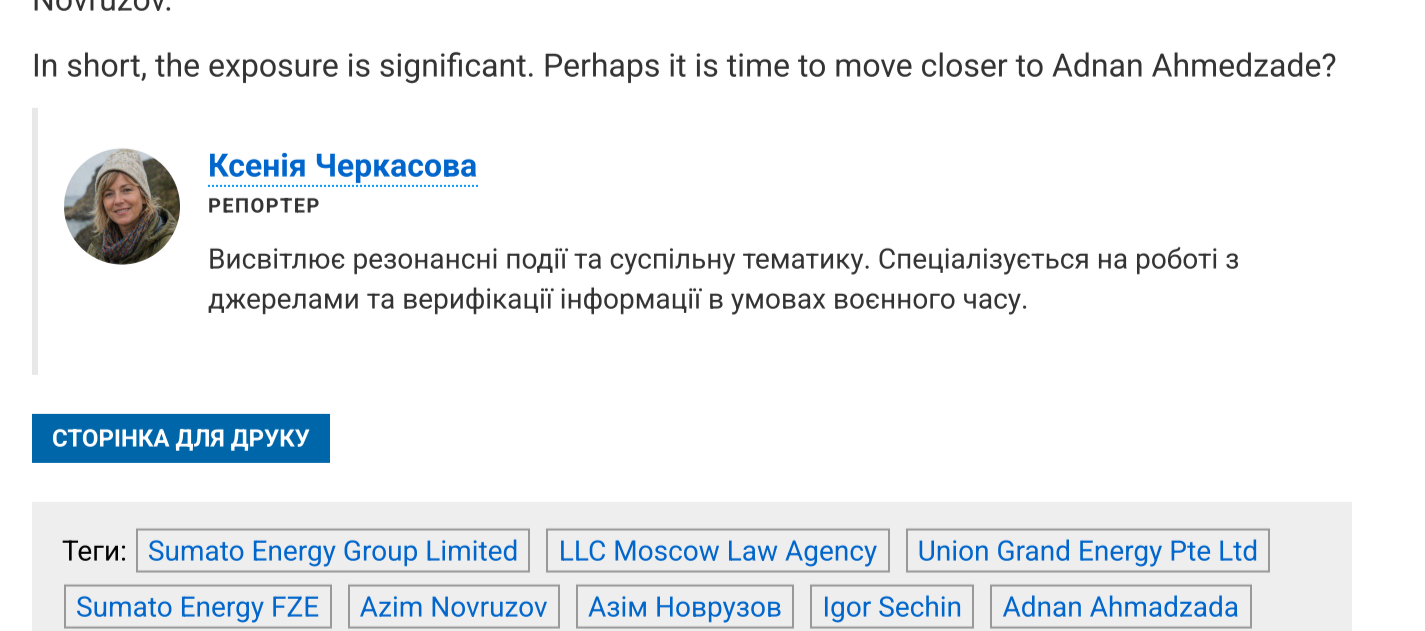 Novruzov.
In short, the exposure is significant. Perhaps it is time to move closer to Adnan Ahmedzade?
Ксенія Черкасова
РЕПОРТЕР
Висвітлює резонансні події та суспільну тематику. Спеціалізується на роботі з
джерелами та верифікації інформації в умовах воєнного часу.
СТОРІНКА ДЛЯ ДРУКУ
Теги: Sumato Energy Group Limited LLC Moscow Law Agency Union Grand Energy Pte Ltd
Sumato Energy FZE Azim Novruzov Азім Новрузов Igor Sechin Adnan Ahmadzada